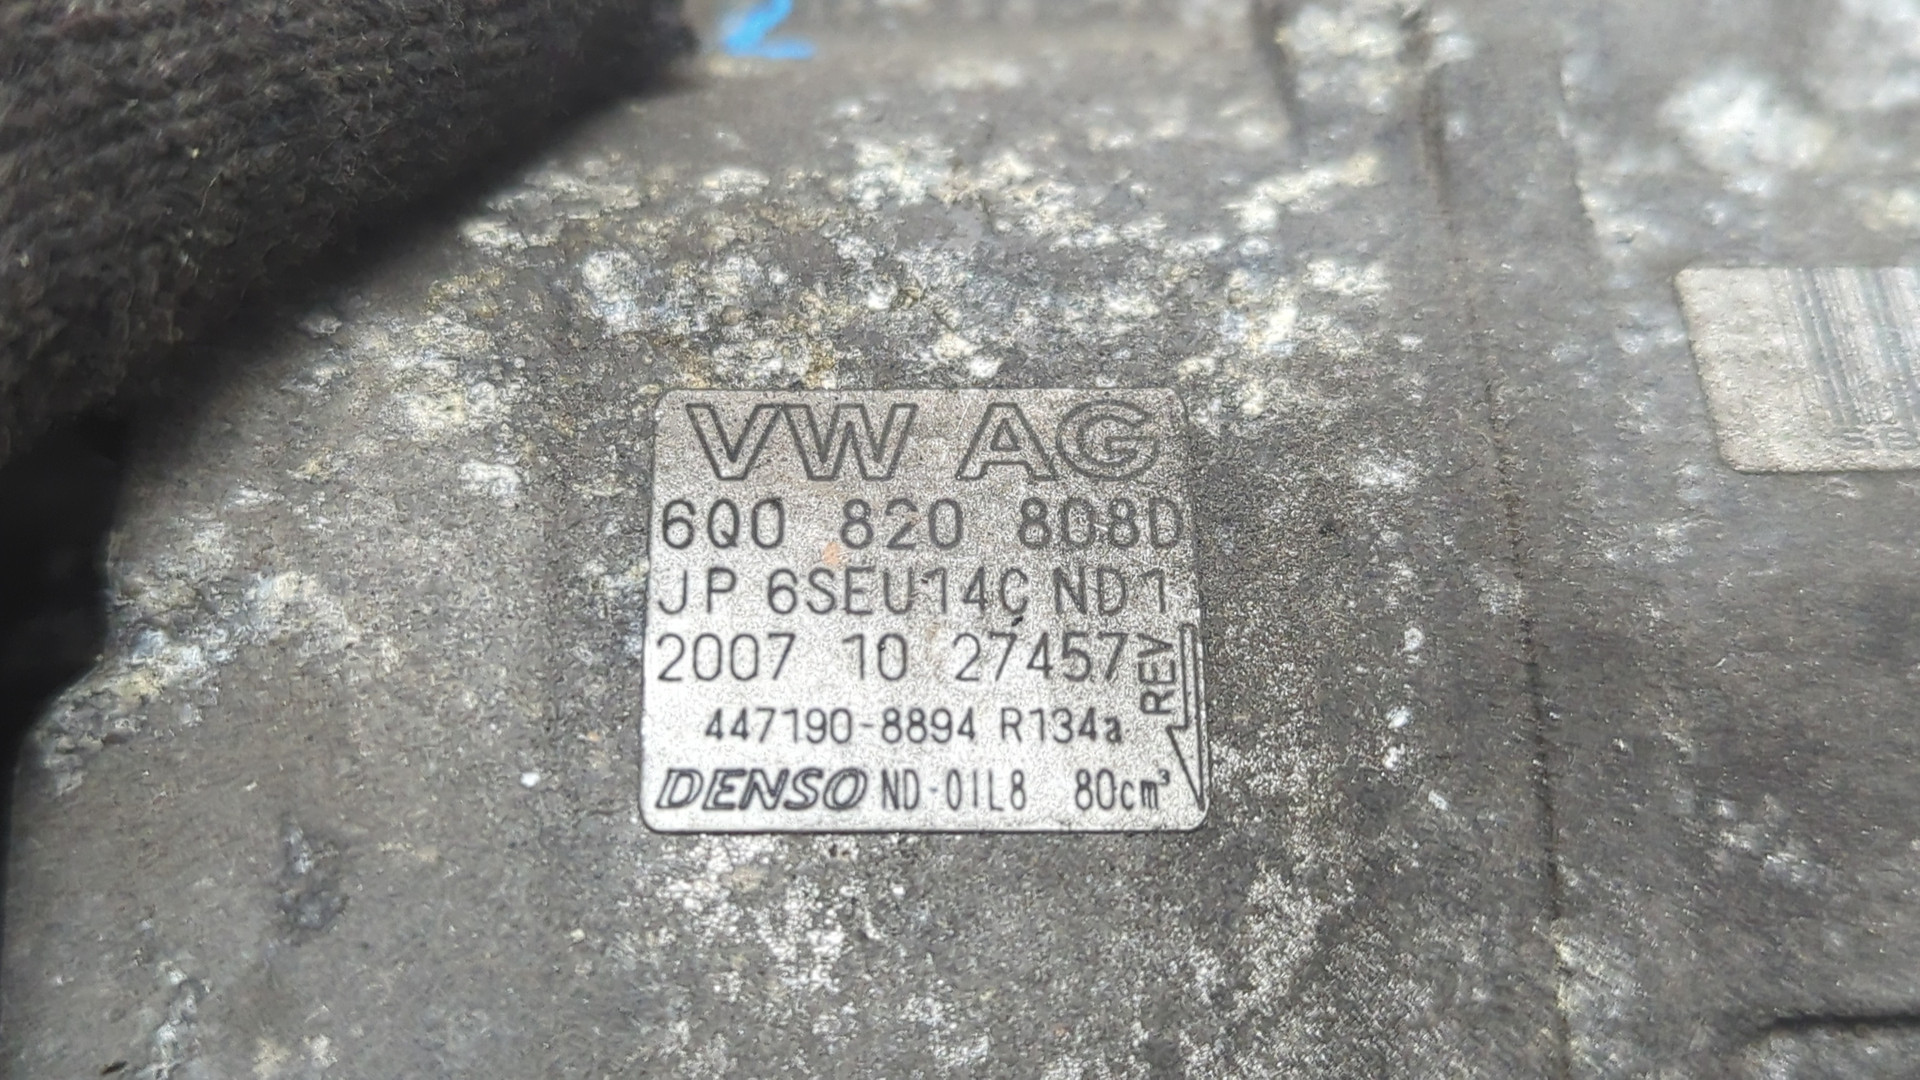 2
VW AG
6Q0 820 808D
JP 6SEU14C ND1
2007 10 27457
REV
447190-8894 R134a
DENSO ND-OIL8 80cm³